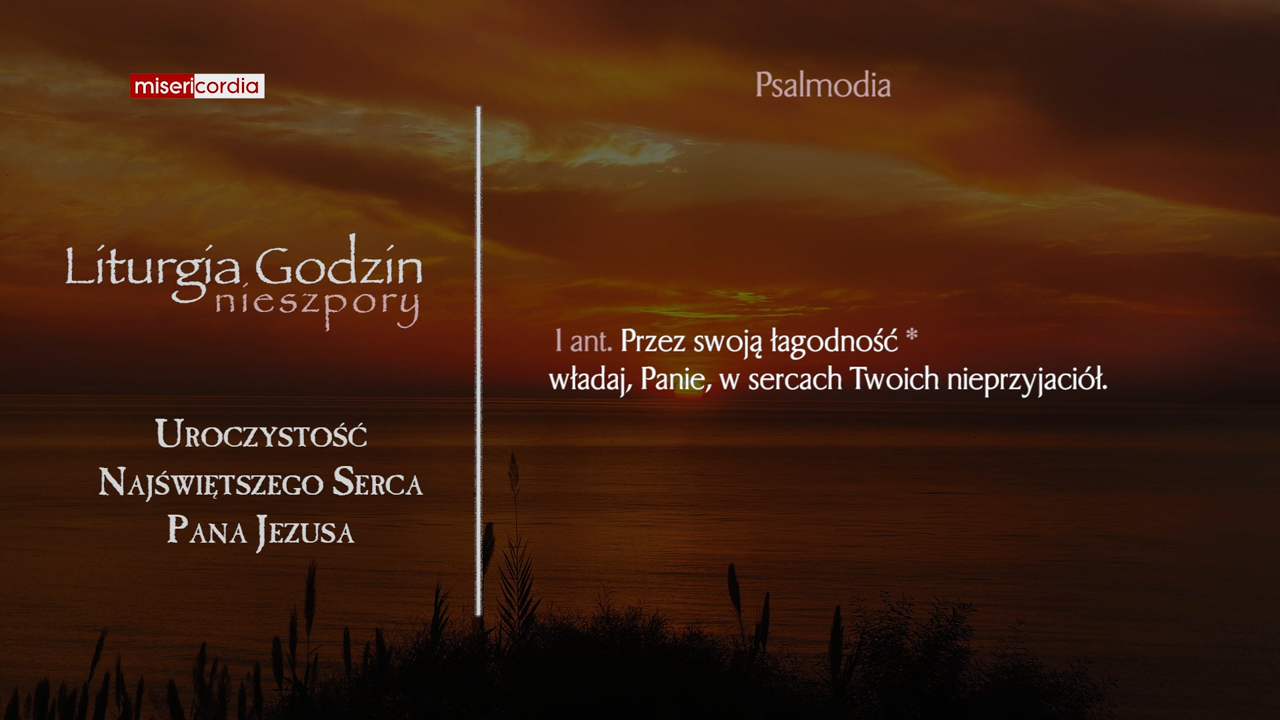 misericordia
Psalmodia
Liturgia Godzin
nieszpory
1 ant. Przez swoją łagodność *
władaj, Panie, w sercach Twoich nieprzyjaciół.
Uroczystość
Najświętszego Serca
Pana Jezusa